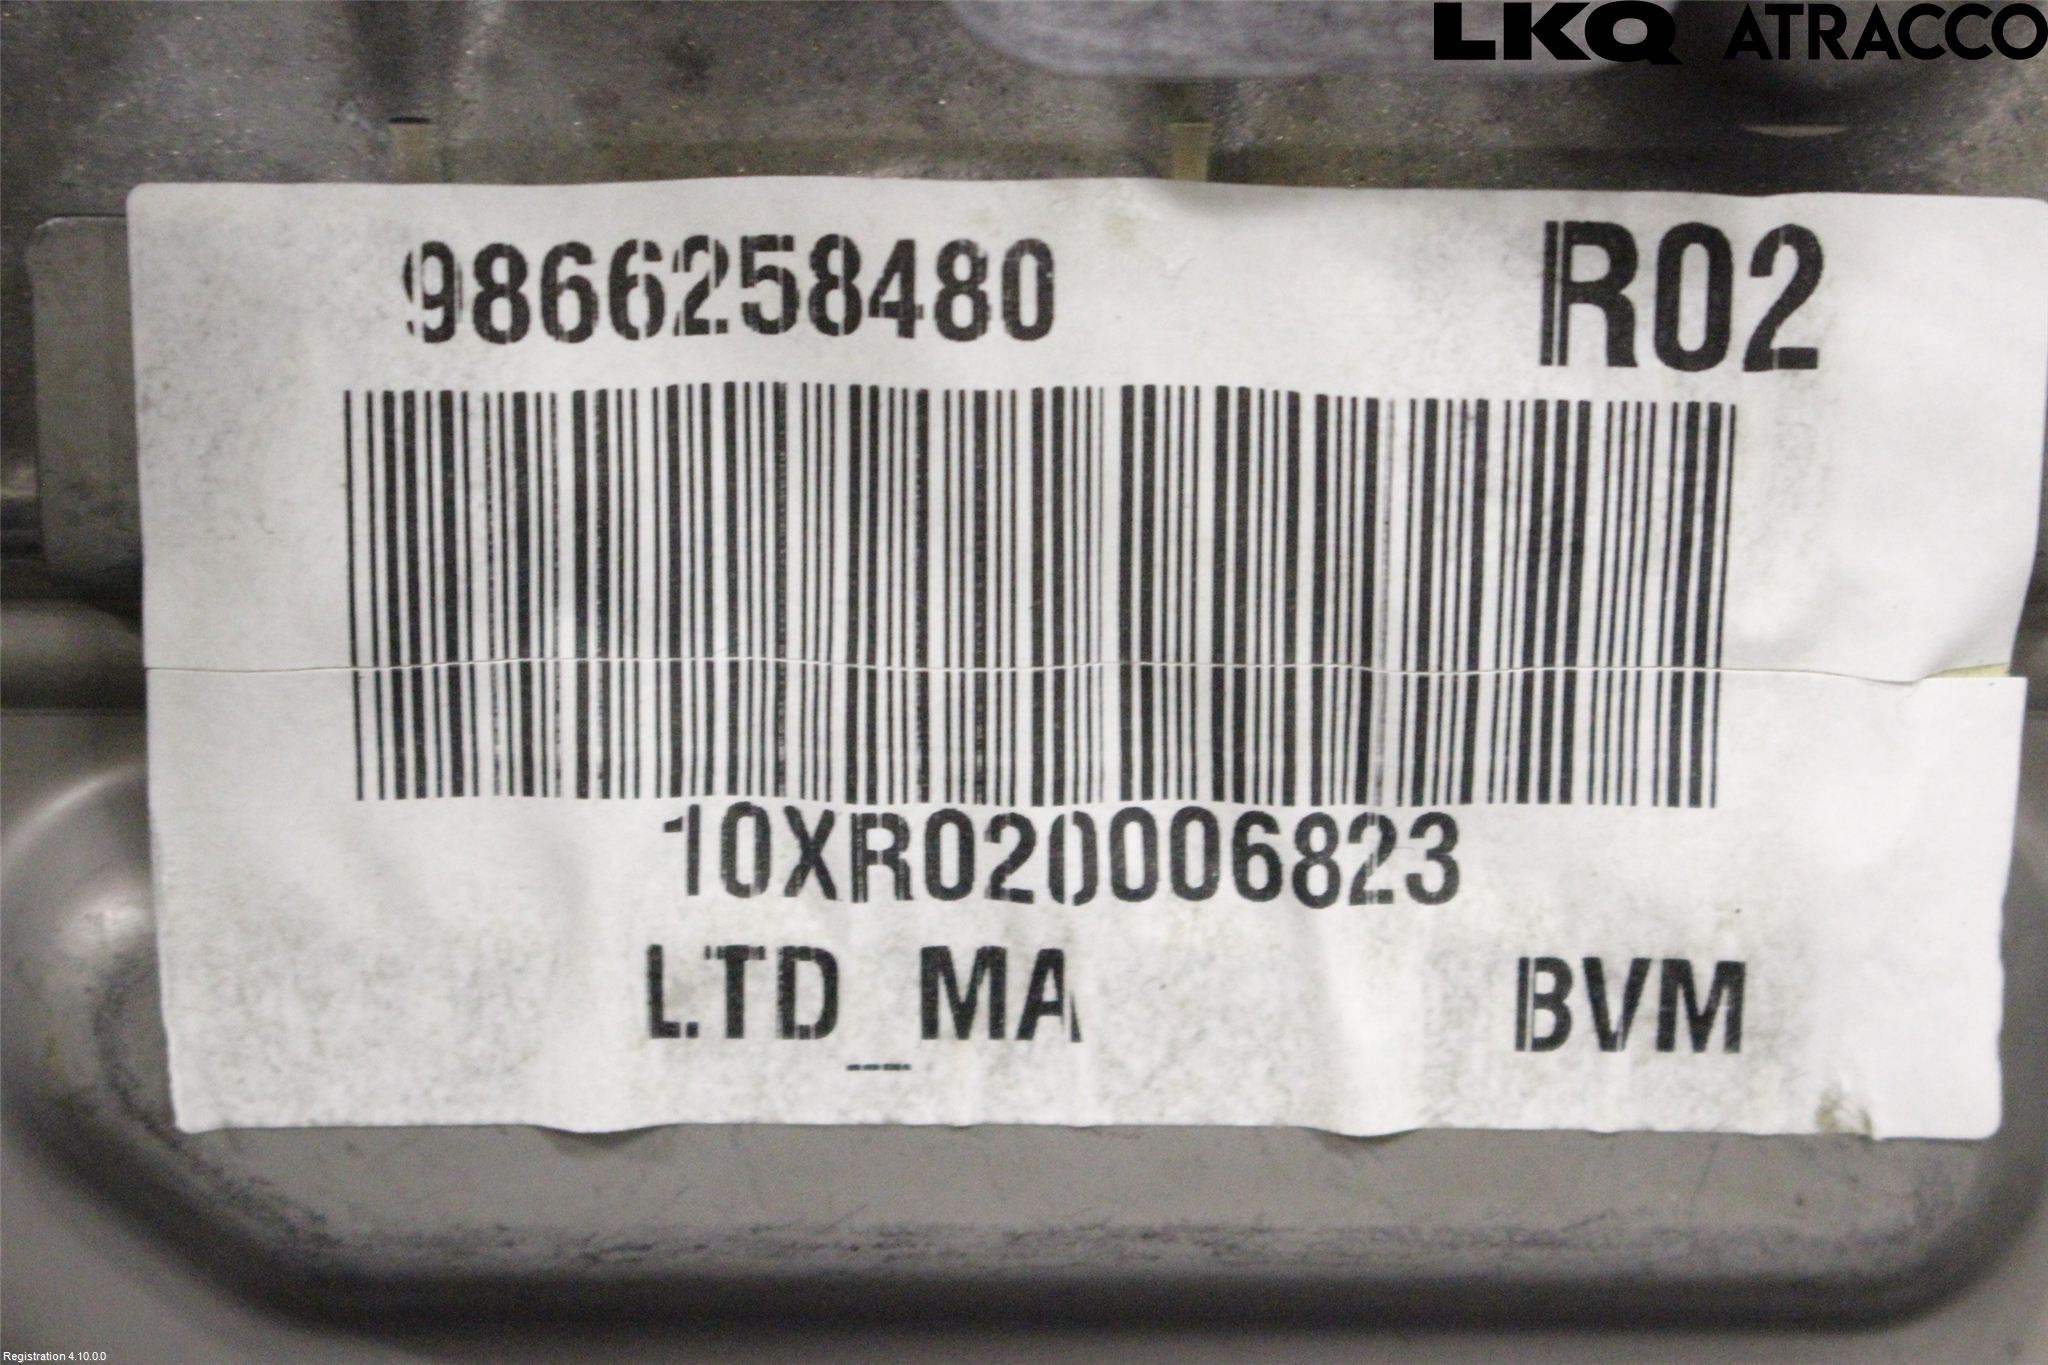 LKQ ATRACCO
9866258480 R02
10XR020006823
LTD_MA BVM
Registration 4.10.0.0